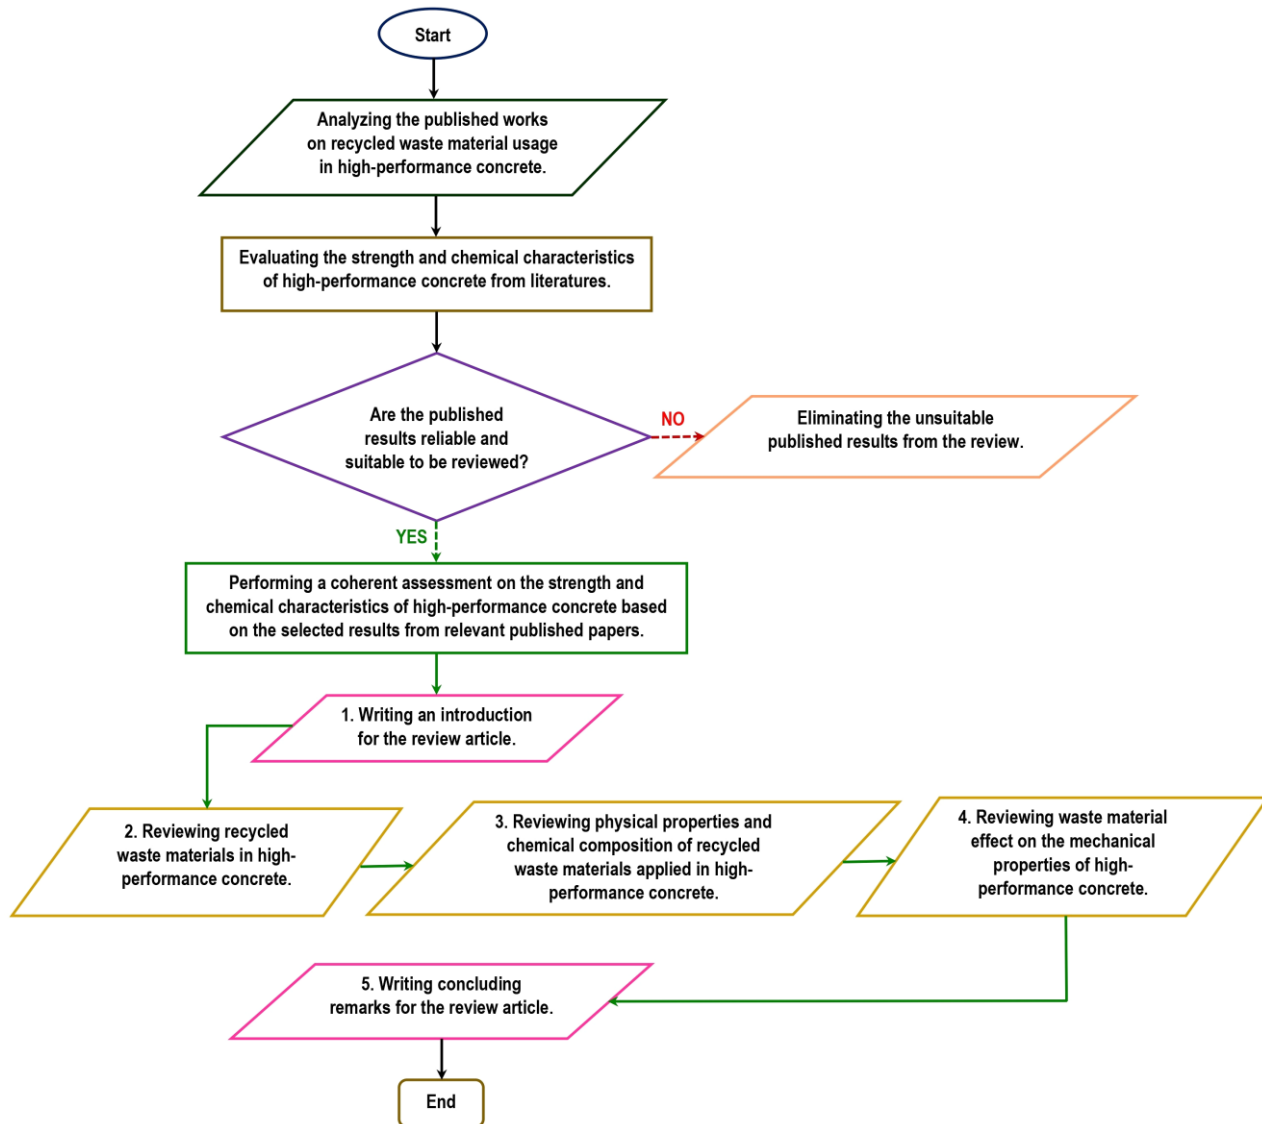 Start
Analyzing the published works
on recycled waste material usage
in high-performance concrete.
Evaluating the strength and chemical characteristics
of high-performance concrete from literatures.
Are the published
results reliable and
suitable to be reviewed?
NO
Eliminating the unsuitable
published results from the review.
YES
Performing a coherent assessment on the strength and
chemical characteristics of high-performance concrete based
on the selected results from relevant published papers.
1. Writing an introduction
for the review article.
2. Reviewing recycled
waste materials in high-
performance concrete.
3. Reviewing physical properties and
chemical composition of recycled
waste materials applied in high-
performance concrete.
4. Reviewing waste material
effect on the mechanical
properties of high-
performance concrete.
5. Writing concluding
remarks for the review article.
End